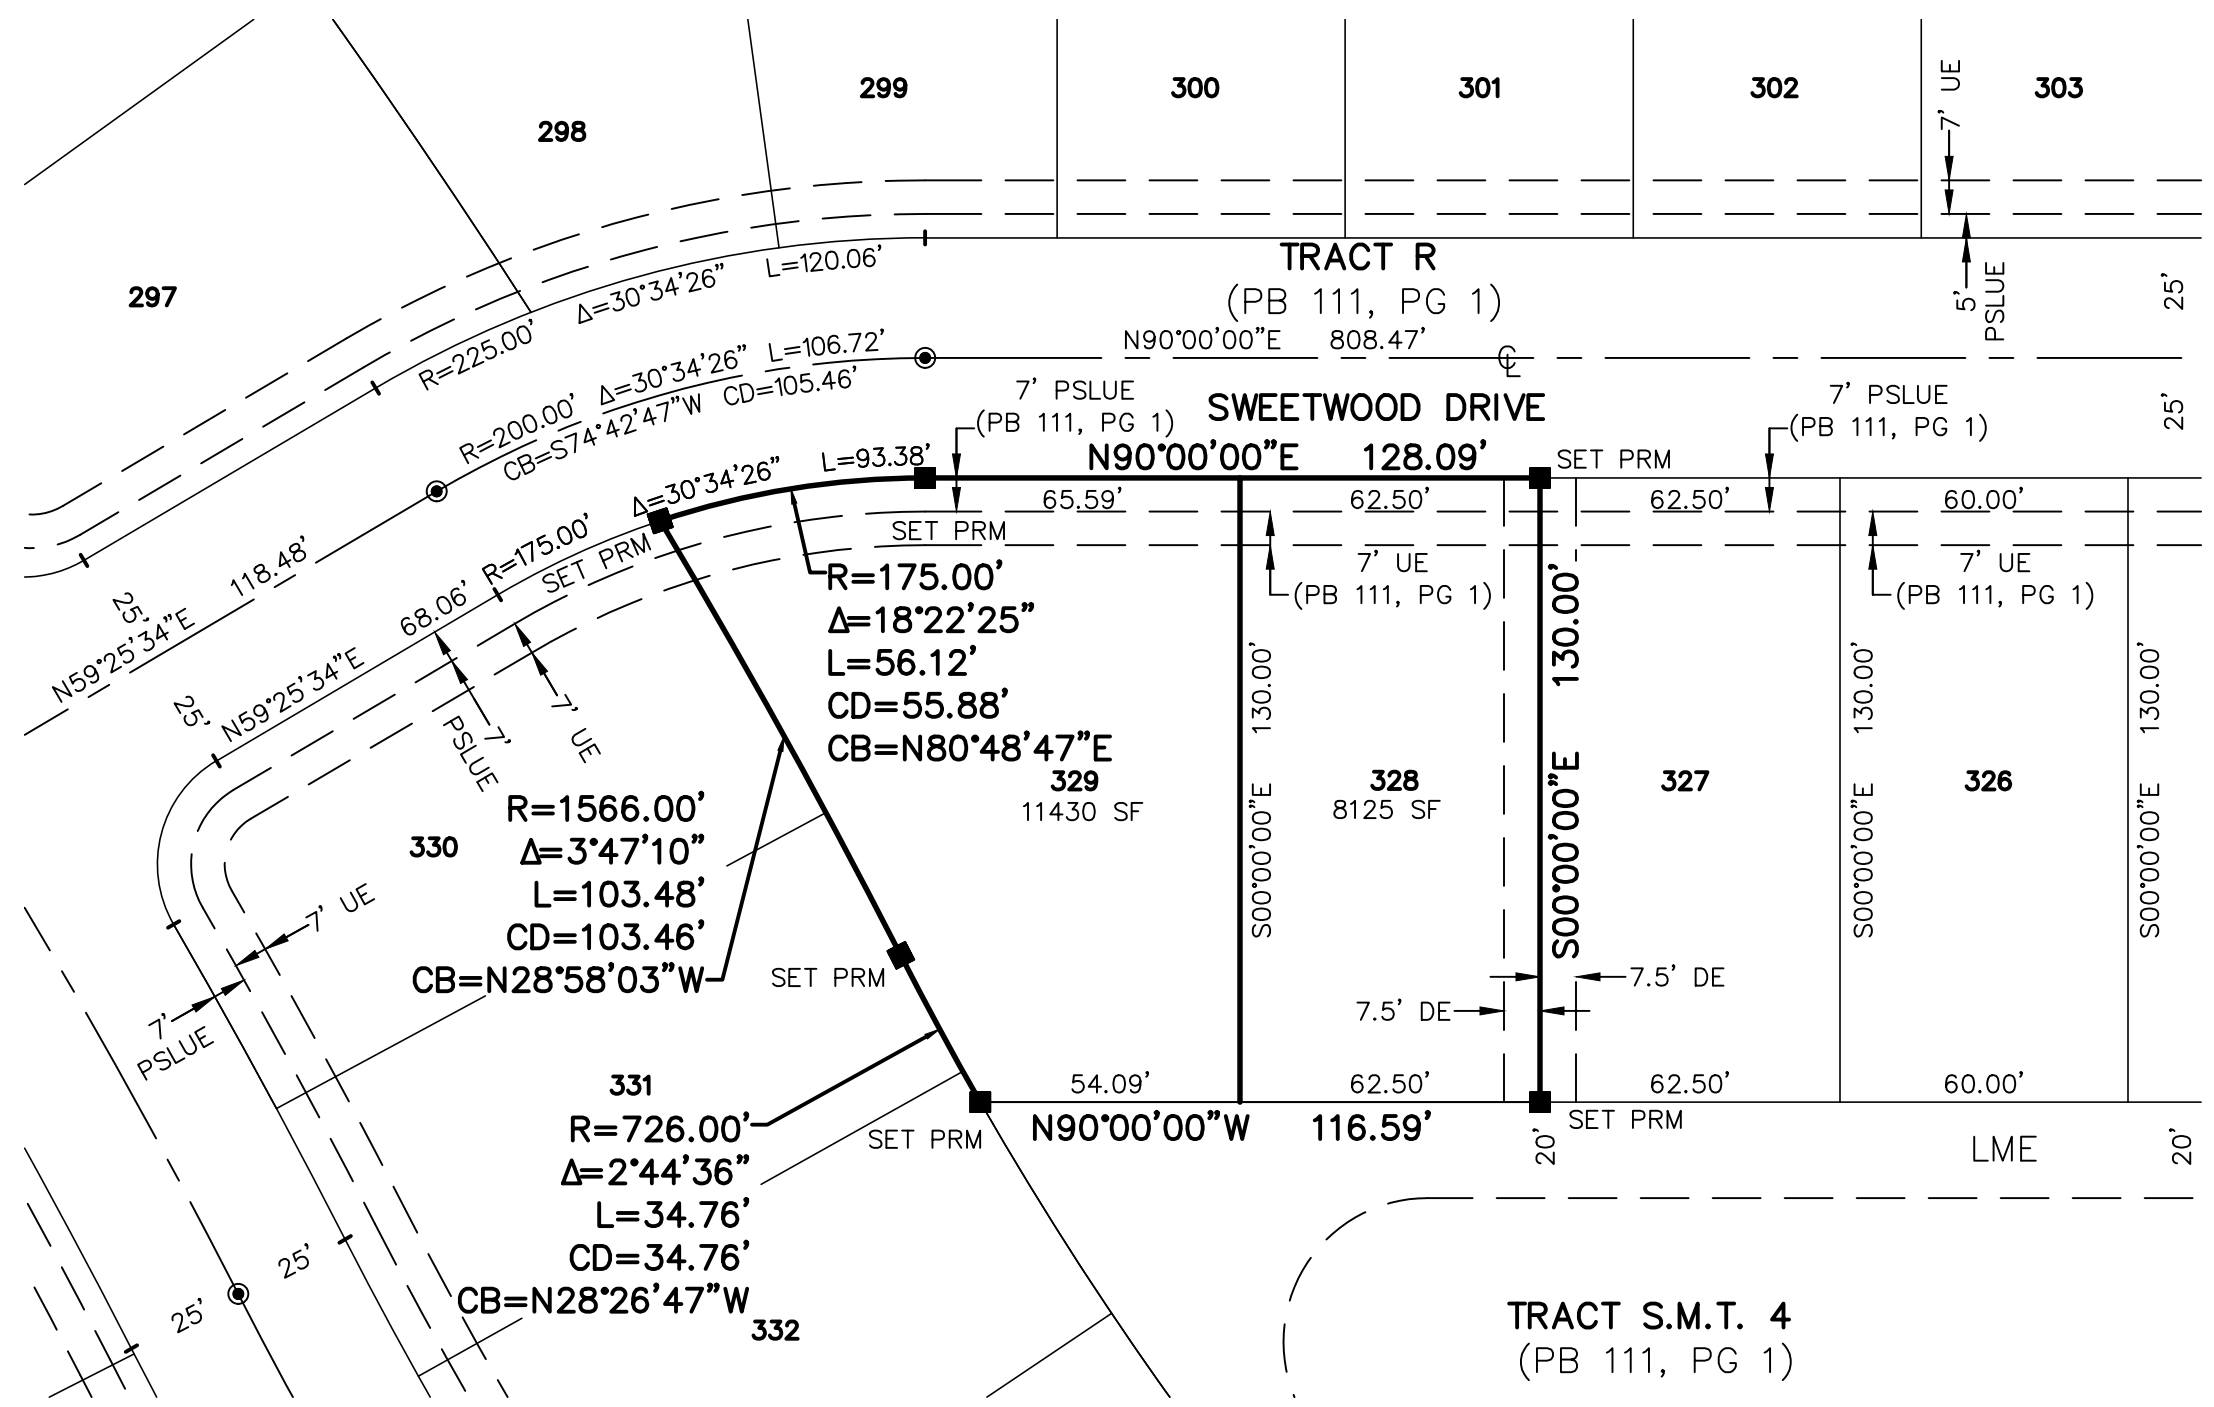 299
300
301
302
303
7' UE
298
297
TRACT R
(PB 111, PG 1)
5'
PSLUE
25'
L=120.06'
Δ=30°34'26"
R=225.00'
N90°00'00"E 808.47'
CL
L=106.72'
Δ=30°34'26"
R=200.00'
CD=105.46'
CB=S74°42'47"W
7' PSLUE
(PB 111, PG 1)
SWEETWOOD DRIVE
7' PSLUE
(PB 111, PG 1)
25'
N90°00'00"E 128.09'
SET PRM
L=93.38'
Δ=30°34'26"
R=175.00'
SET PRM
65.59'
62.50'
62.50'
60.00'
SET PRM
118.48'
N59°25'34"E
25'
68.06'
N59°25'34"E
25'
7'
PSLUE
7' UE
R=175.00'
Δ=18°22'25"
L=56.12'
CD=55.88'
CB=N80°48'47"E
7' UE
(PB 111, PG 1)
7' UE
(PB 111, PG 1)
S00°00'00"E 130.00'
S00°00'00"E 130.00'
S00°00'00"E 130.00'
S00°00'00"E 130.00'
329
11430 SF
328
8125 SF
327
326
330
R=1566.00'
Δ=3°47'10"
L=103.48'
CD=103.46'
CB=N28°58'03"W
SET PRM
7' UE
7'
PSLUE
7.5' DE
7.5' DE
331
54.09'
62.50'
62.50'
60.00'
R=726.00'
Δ=2°44'36"
L=34.76'
CD=34.76'
CB=N28°26'47"W
SET PRM
N90°00'00"W 116.59'
SET PRM
20'
LME
20'
25'
25'
332
TRACT S.M.T. 4
(PB 111, PG 1)